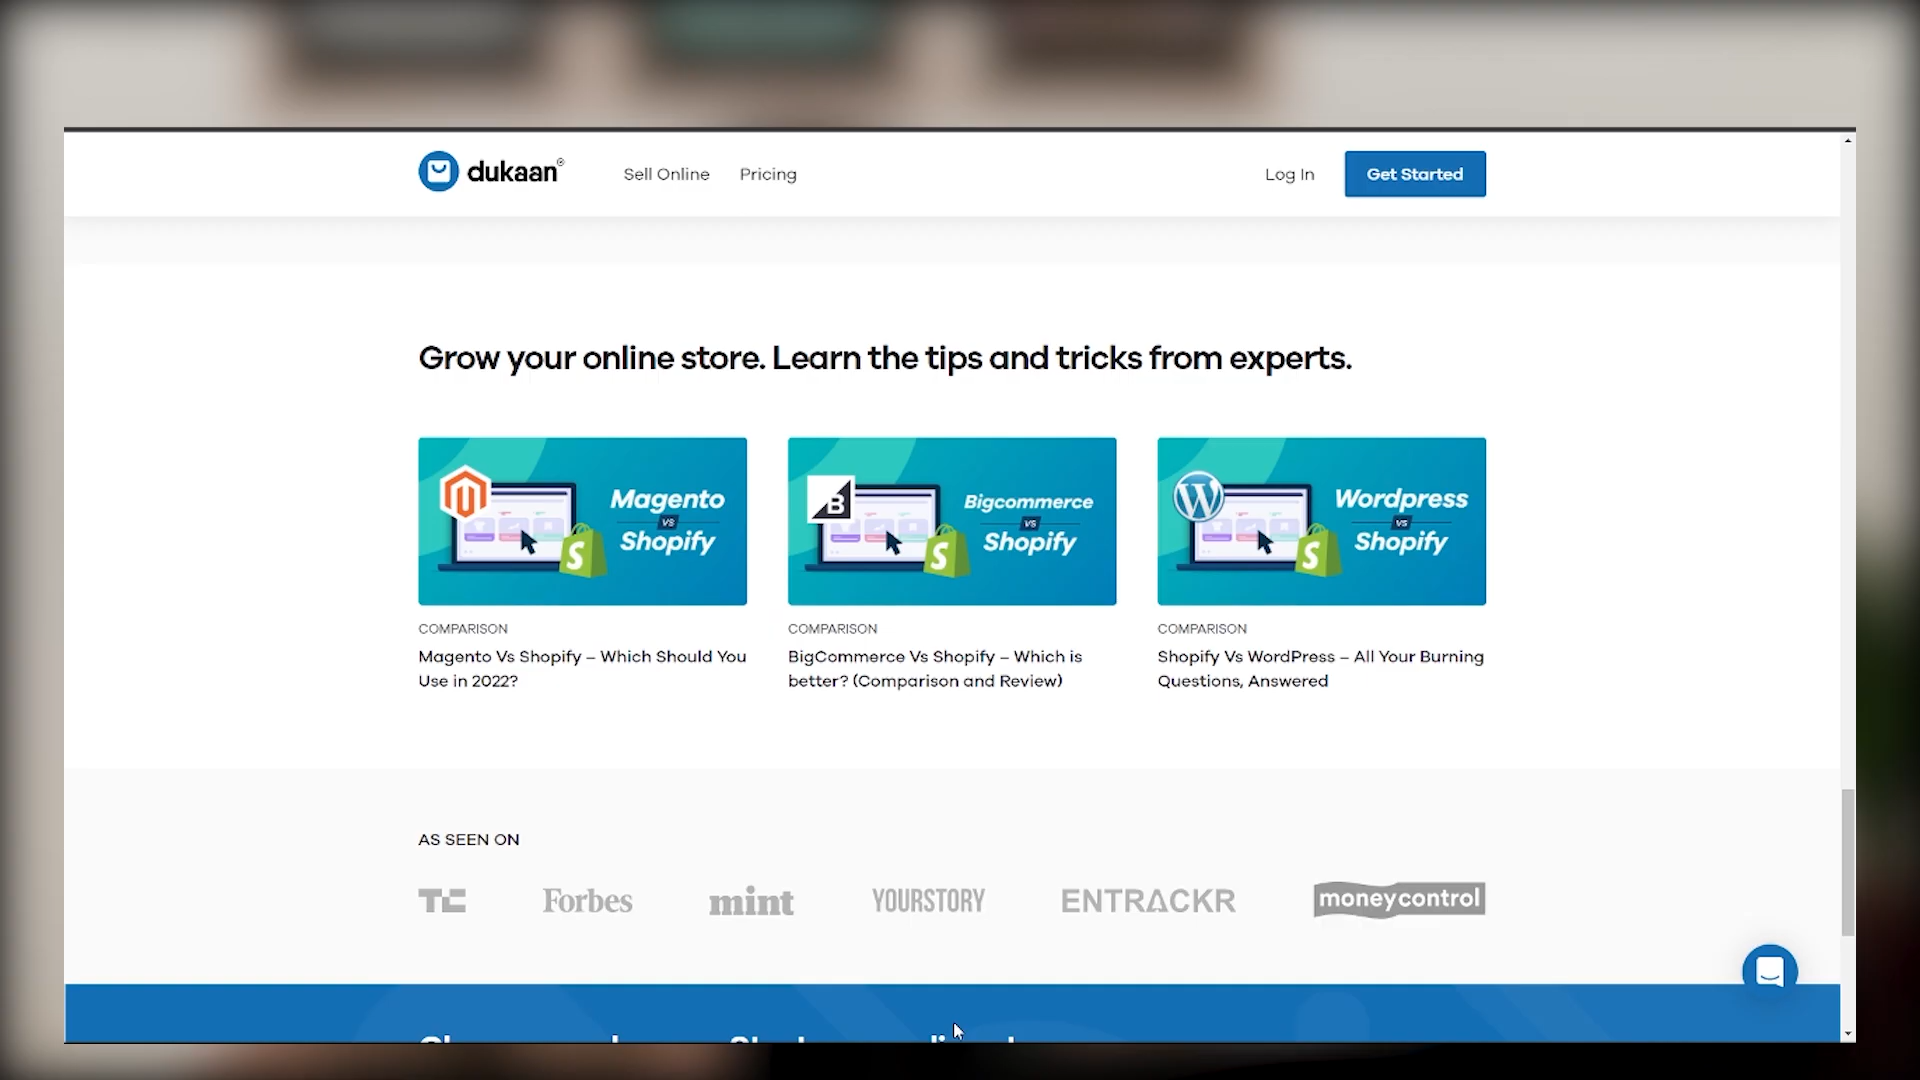 dukaan®
Sell Online
Pricing
Log In
Get Started
Grow your online store. Learn the tips and tricks from experts.
Magento
vs
Shopify
COMPARISON
Magento Vs Shopify – Which Should You
Use in 2022?
B
Bigcommerce
vs
Shopify
COMPARISON
BigCommerce Vs Shopify – Which is
better? (Comparison and Review)
Wordpress
vs
Shopify
COMPARISON
Shopify Vs WordPress – All Your Burning
Questions, Answered
AS SEEN ON
TC
Forbes
mint
YOURSTORY
ENTRACKR
moneycontrol